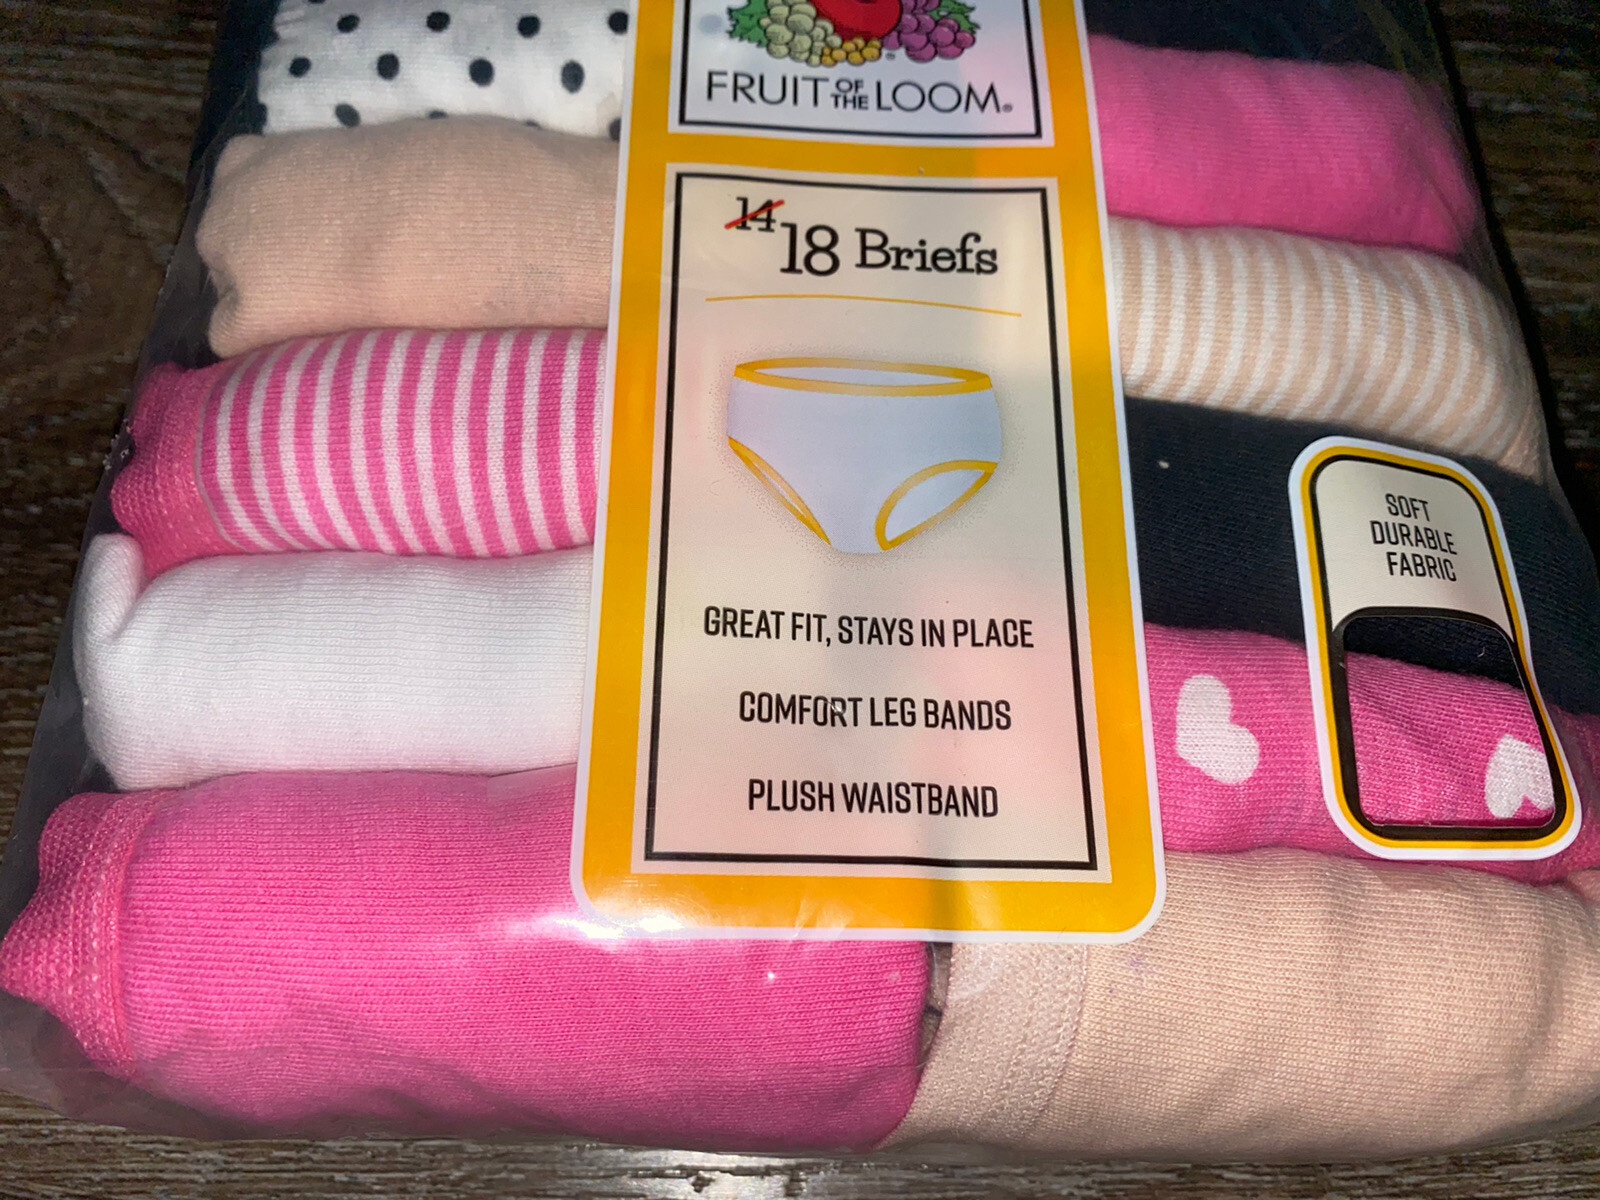 FRUIT OF THE LOOM®
14 18 Briefs
GREAT FIT, STAYS IN PLACE
COMFORT LEG BANDS
PLUSH WAISTBAND
SOFT
DURABLE
FABRIC